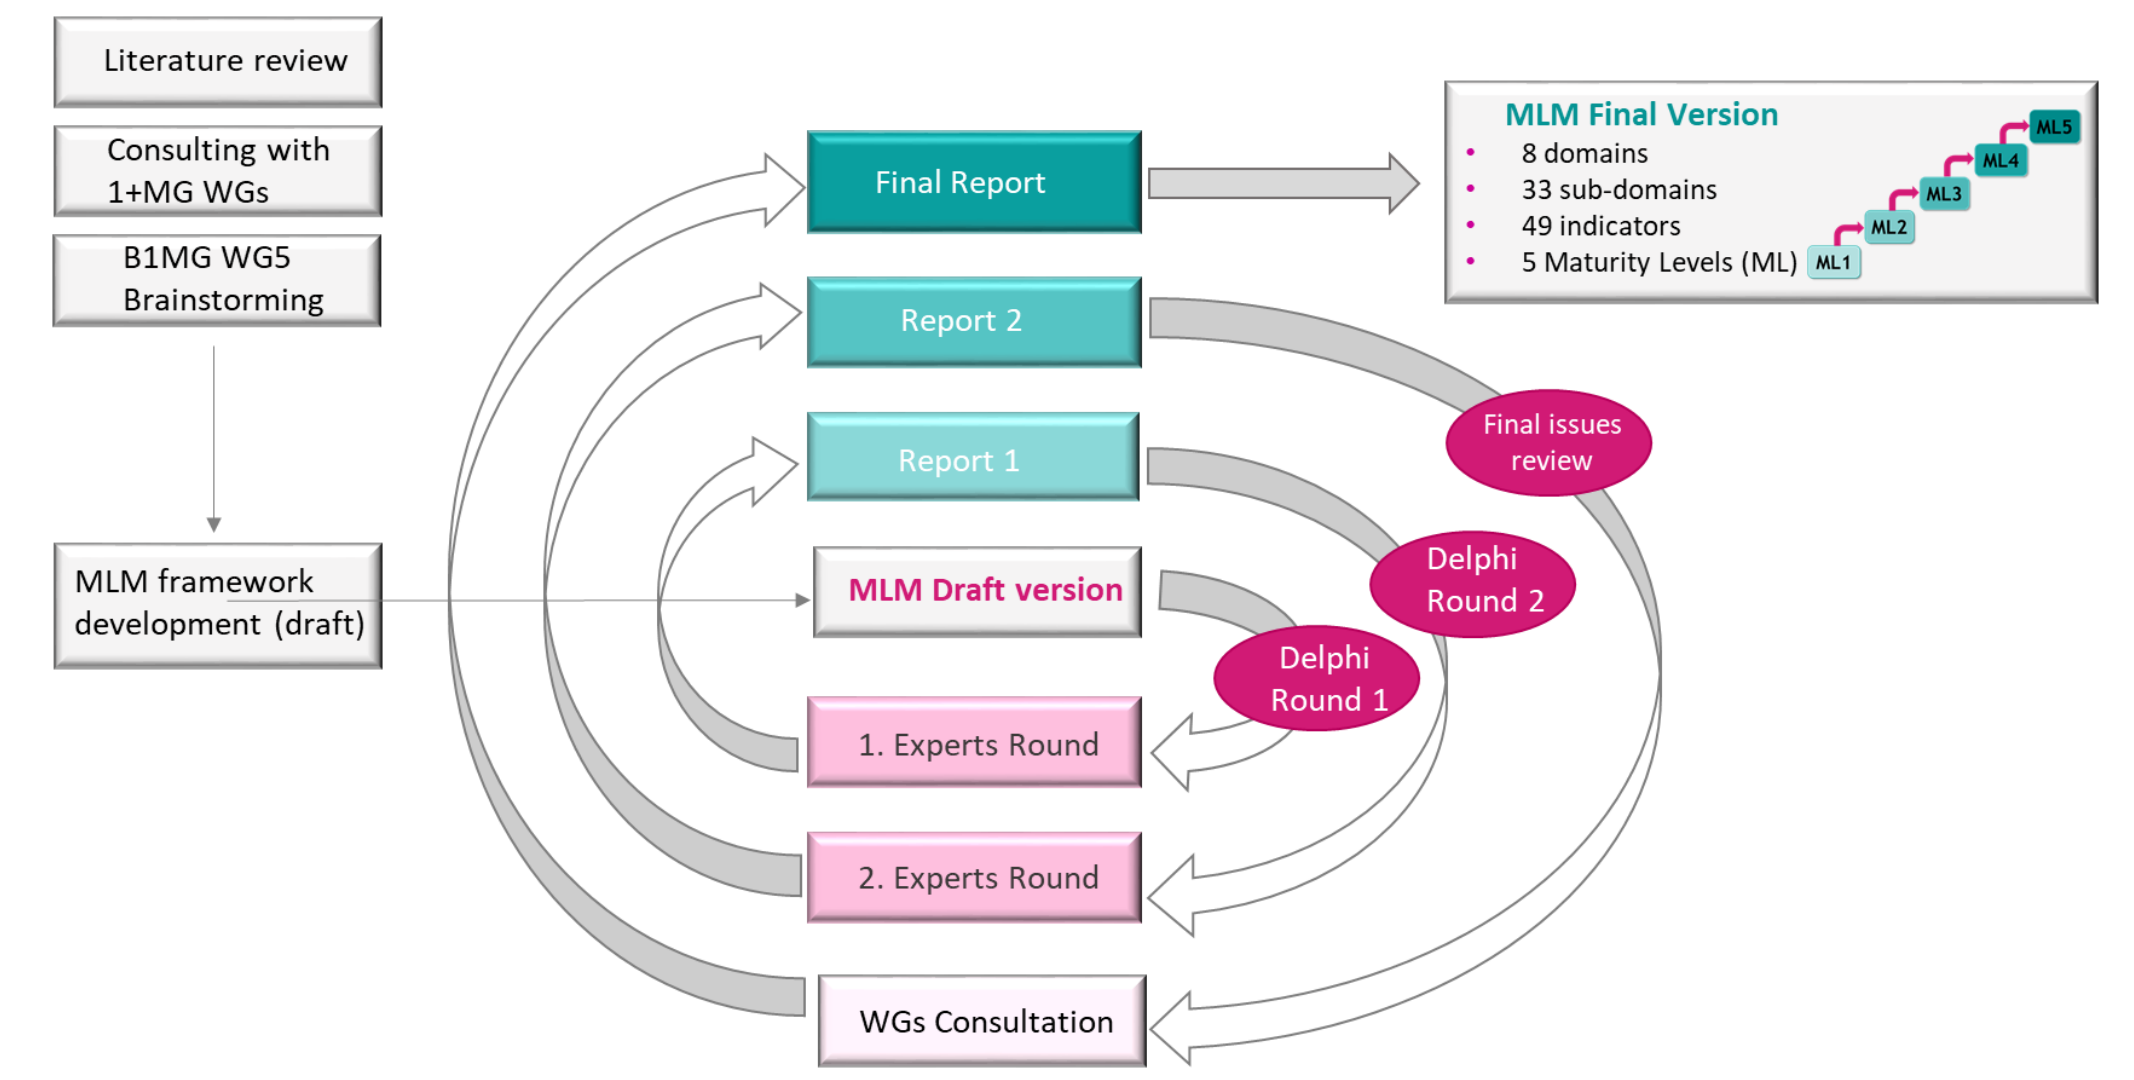 Literature review
Consulting with
1+MG WGs
B1MG WG5
Brainstorming
MLM framework
development (draft)
Final Report
Report 2
Report 1
MLM Draft version
1. Experts Round
2. Experts Round
WGs Consultation
Delphi
Round 1
Delphi
Round 2
Final issues
review
MLM Final Version
• 8 domains
• 33 sub-domains
• 49 indicators
• 5 Maturity Levels (ML)
ML1
ML2
ML3
ML4
ML5